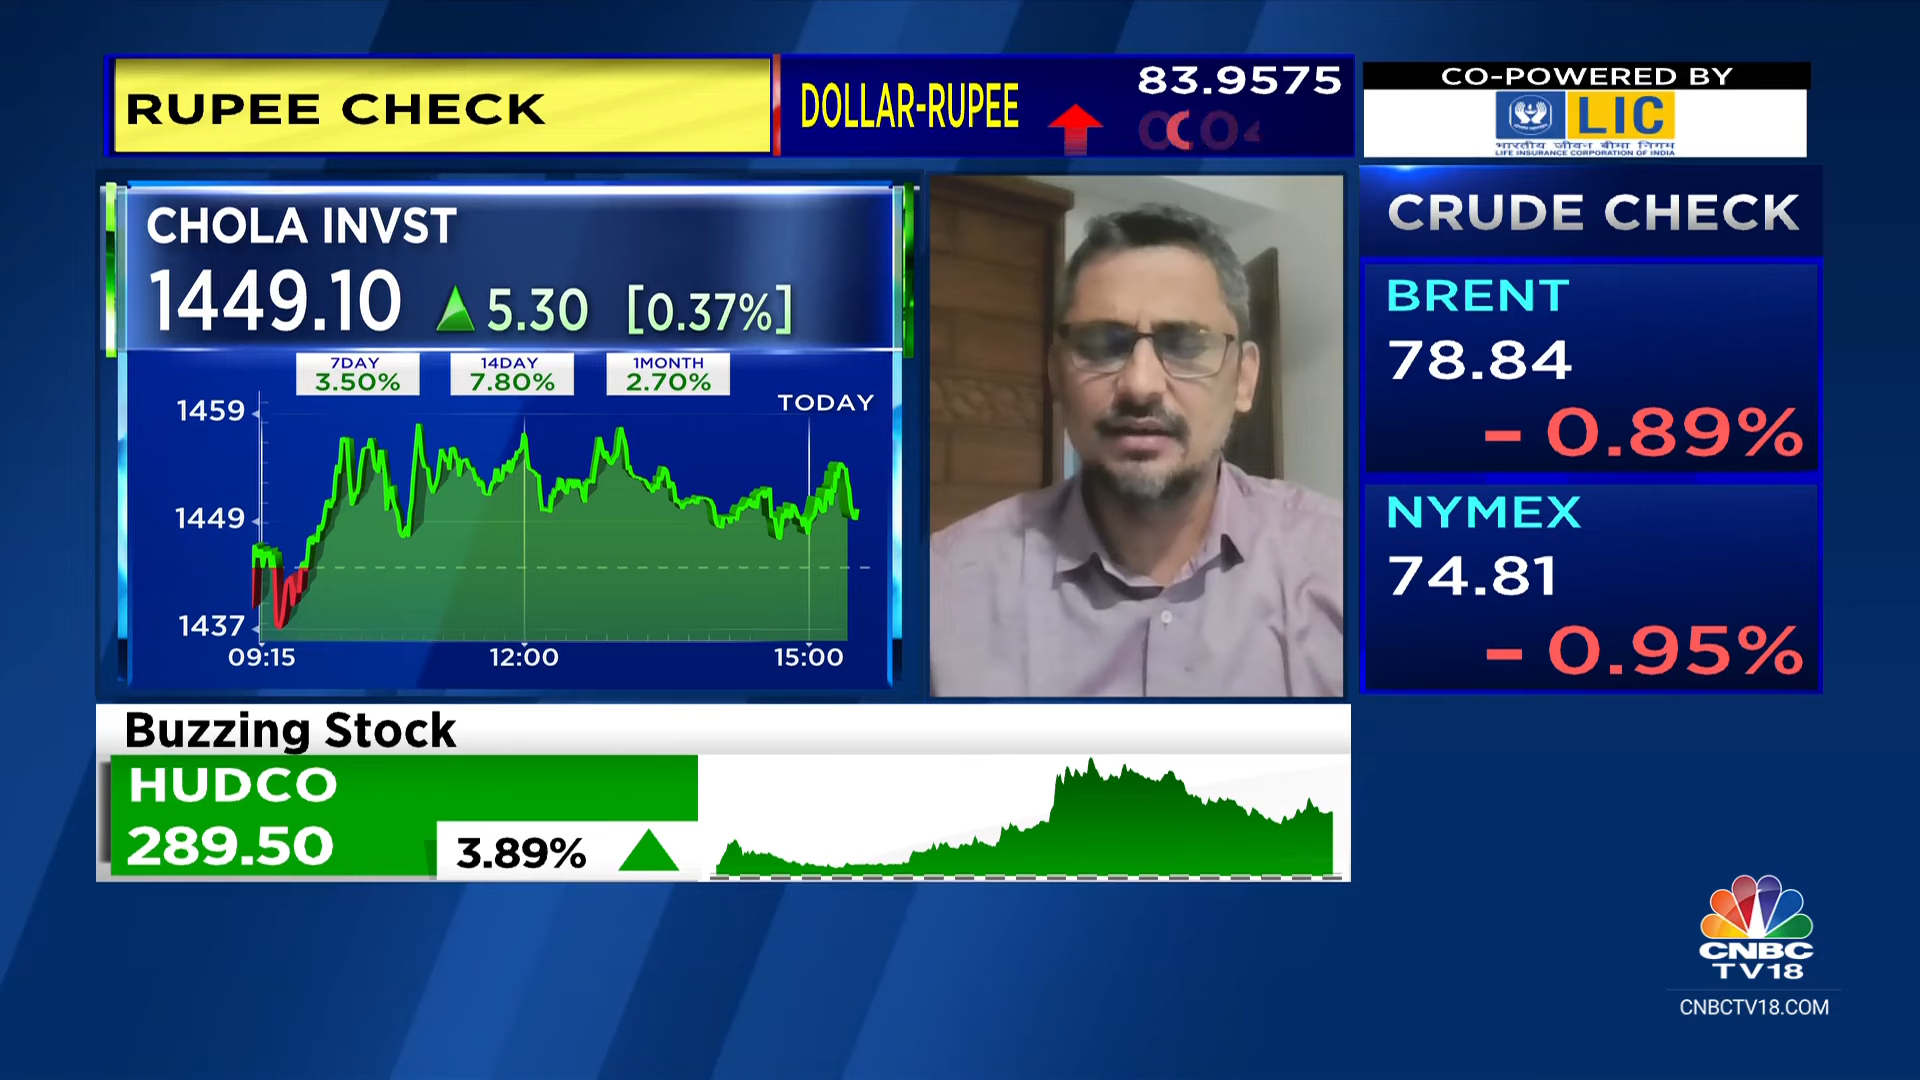 RUPEE CHECK
DOLLAR-RUPEE
83.9575
CO-POWERED BY
LIC
भारतीय जीवन बीमा निगम
LIFE INSURANCE CORPORATION OF INDIA
CHOLA INVST
1449.10 ▲ 5.30 [0.37%]
7DAY
3.50%
14DAY
7.80%
1MONTH
2.70%
TODAY
1459
1449
1437
09:15
12:00
15:00
CRUDE CHECK
BRENT
78.84
- 0.89%
NYMEX
74.81
- 0.95%
Buzzing Stock
HUDCO
289.50
3.89%
CNBC
TV18
CNBCTV18.COM